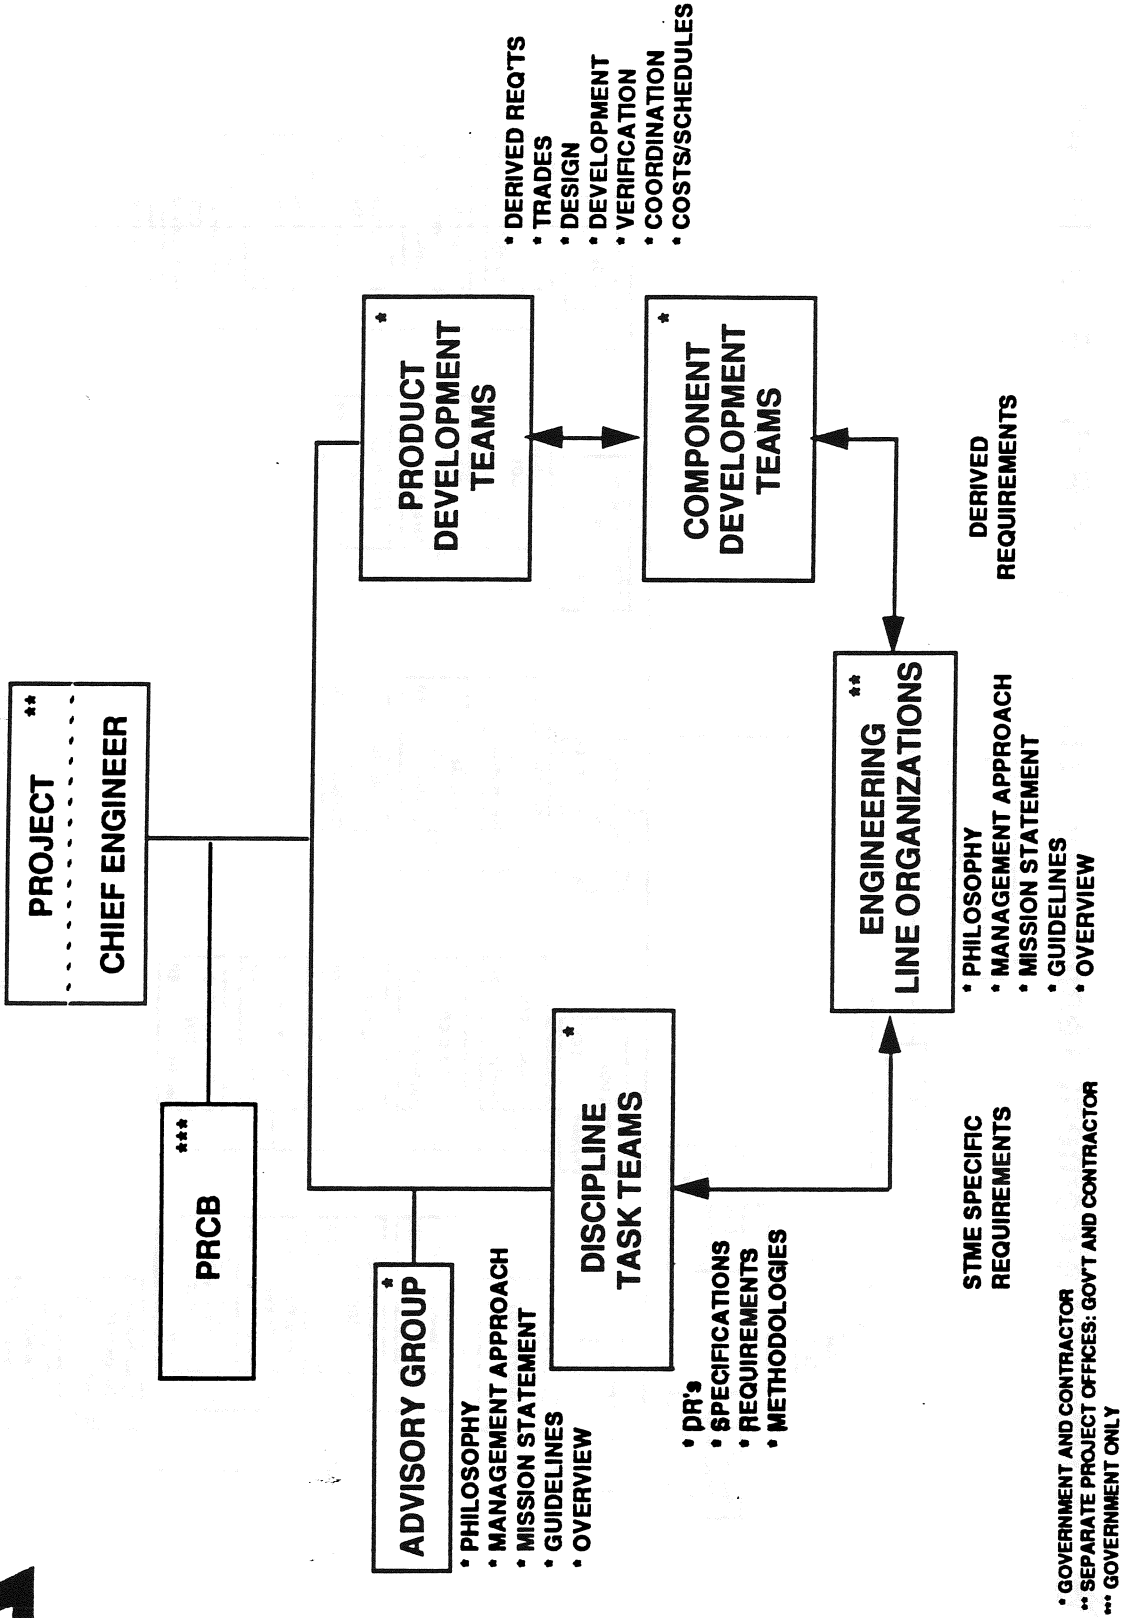 PROJECT **
CHIEF ENGINEER
PRCB ***
ADVISORY GROUP *
* PHILOSOPHY
* MANAGEMENT APPROACH
* MISSION STATEMENT
* GUIDELINES
* OVERVIEW
DISCIPLINE *
TASK TEAMS
* DR's
* SPECIFICATIONS
* REQUIREMENTS
* METHODOLOGIES
PRODUCT *
DEVELOPMENT
TEAMS
* DERIVED REQ'TS
* TRADES
* DESIGN
* DEVELOPMENT
* VERIFICATION
* COORDINATION
* COSTS/SCHEDULES
COMPONENT *
DEVELOPMENT
TEAMS
ENGINEERING **
LINE ORGANIZATIONS
* PHILOSOPHY
* MANAGEMENT APPROACH
* MISSION STATEMENT
* GUIDELINES
* OVERVIEW
STME SPECIFIC
REQUIREMENTS
DERIVED
REQUIREMENTS
* GOVERNMENT AND CONTRACTOR
** SEPARATE PROJECT OFFICES: GOV'T AND CONTRACTOR
*** GOVERNMENT ONLY